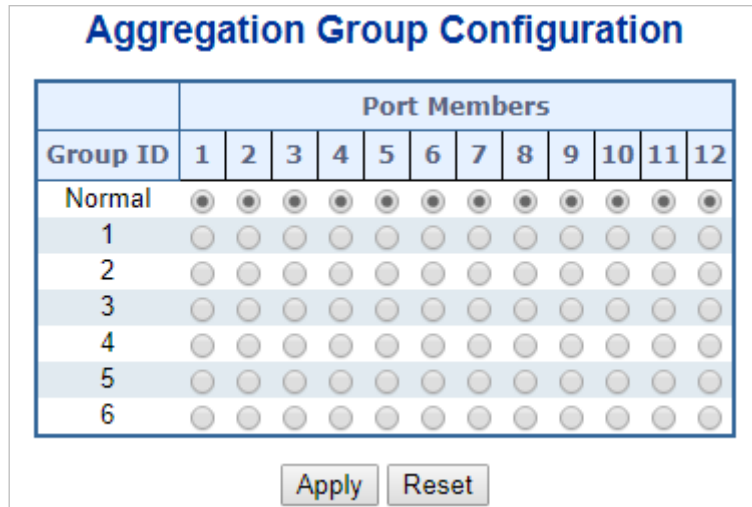 Aggregation Group Configuration
Port Members
Group ID 1 2 3 4 5 6 7 8 9 10 11 12
Normal
1
2
3
4
5
6
Apply Reset